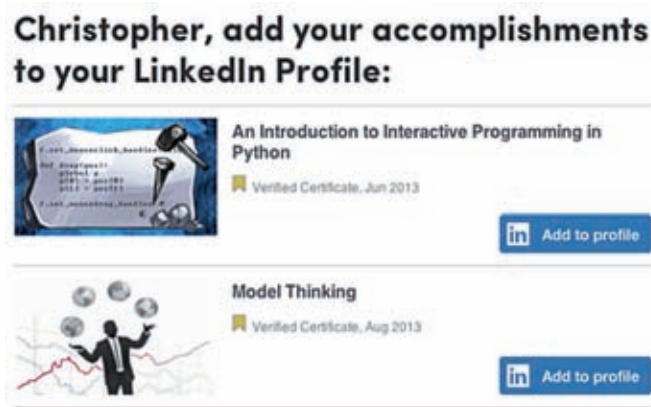 Christopher, add your accomplishments
to your LinkedIn Profile:
An Introduction to Interactive Programming in
Python
Verified Certificate, Jun 2013
in Add to profile
Model Thinking
Verified Certificate, Aug 2013
in Add to profile